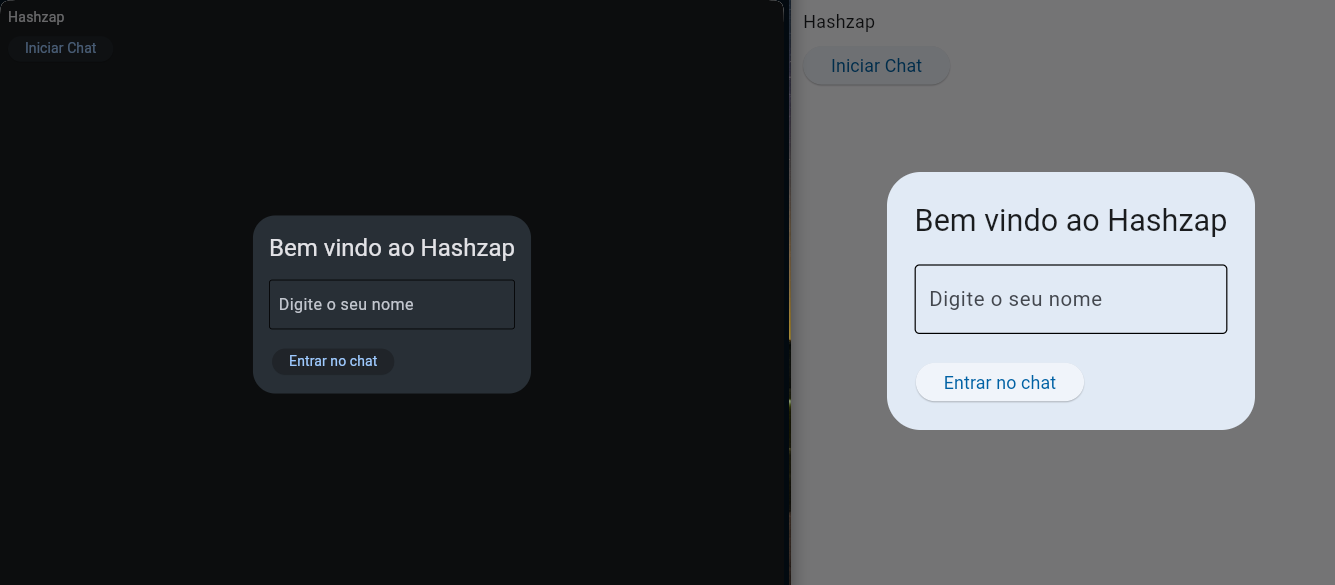 Hashzap
Iniciar Chat
Bem vindo ao Hashzap
Digite o seu nome
Entrar no chat
Hashzap
Iniciar Chat
Bem vindo ao Hashzap
Digite o seu nome
Entrar no chat